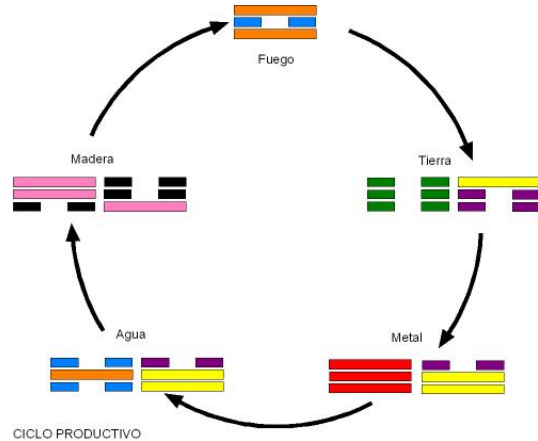 Fuego
Madera
Tierra
Agua
Metal
CICLO PRODUCTIVO